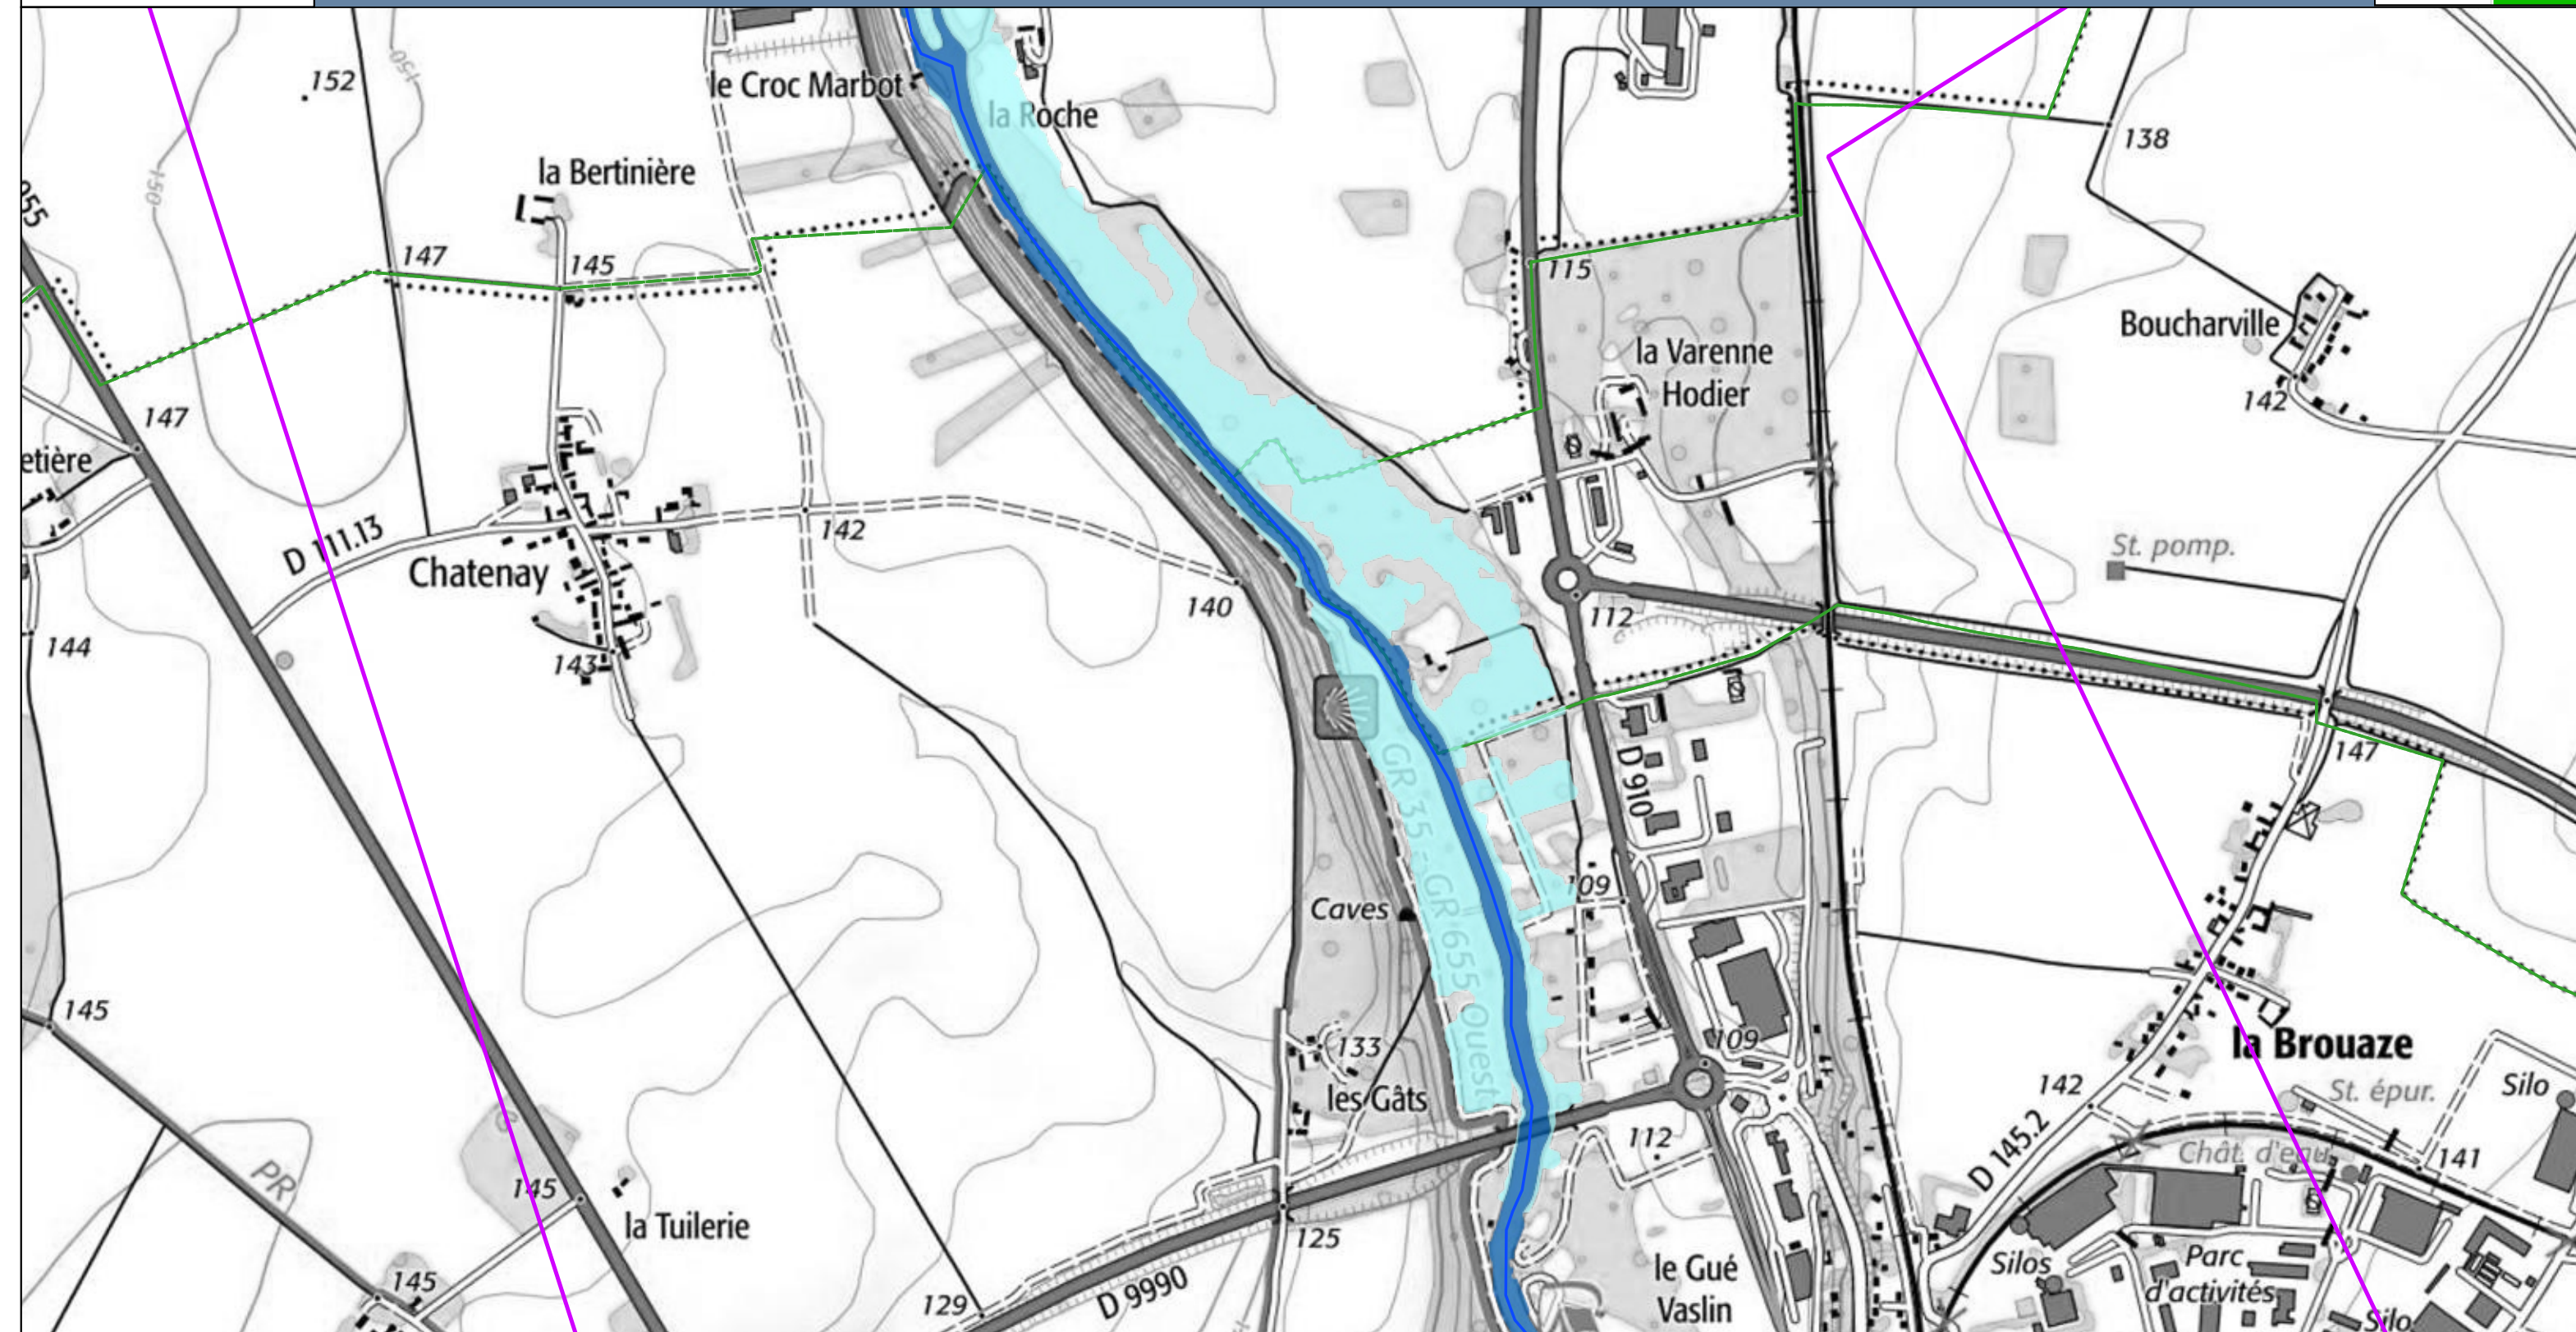 152
150
le Croc Marbot
la Roche
138
la Bertinière
150
955
147
145
115
Boucharville
la Varenne
Hodier
142
147
etière
D 111.13
142
St. pomp.
Chatenay
140
112
144
143
147
GR 35 - GR 655 Ouest
D 910
109
Caves
145
109
la Brouaze
133
les Gâts
142
St. épur.
Silo
112
D 145.2
Chât. d'eau
141
PR
145
la Tuilerie
125
Silos
Parc
d'activités
le Gué
Vaslin
145
129
D 9990
Silo